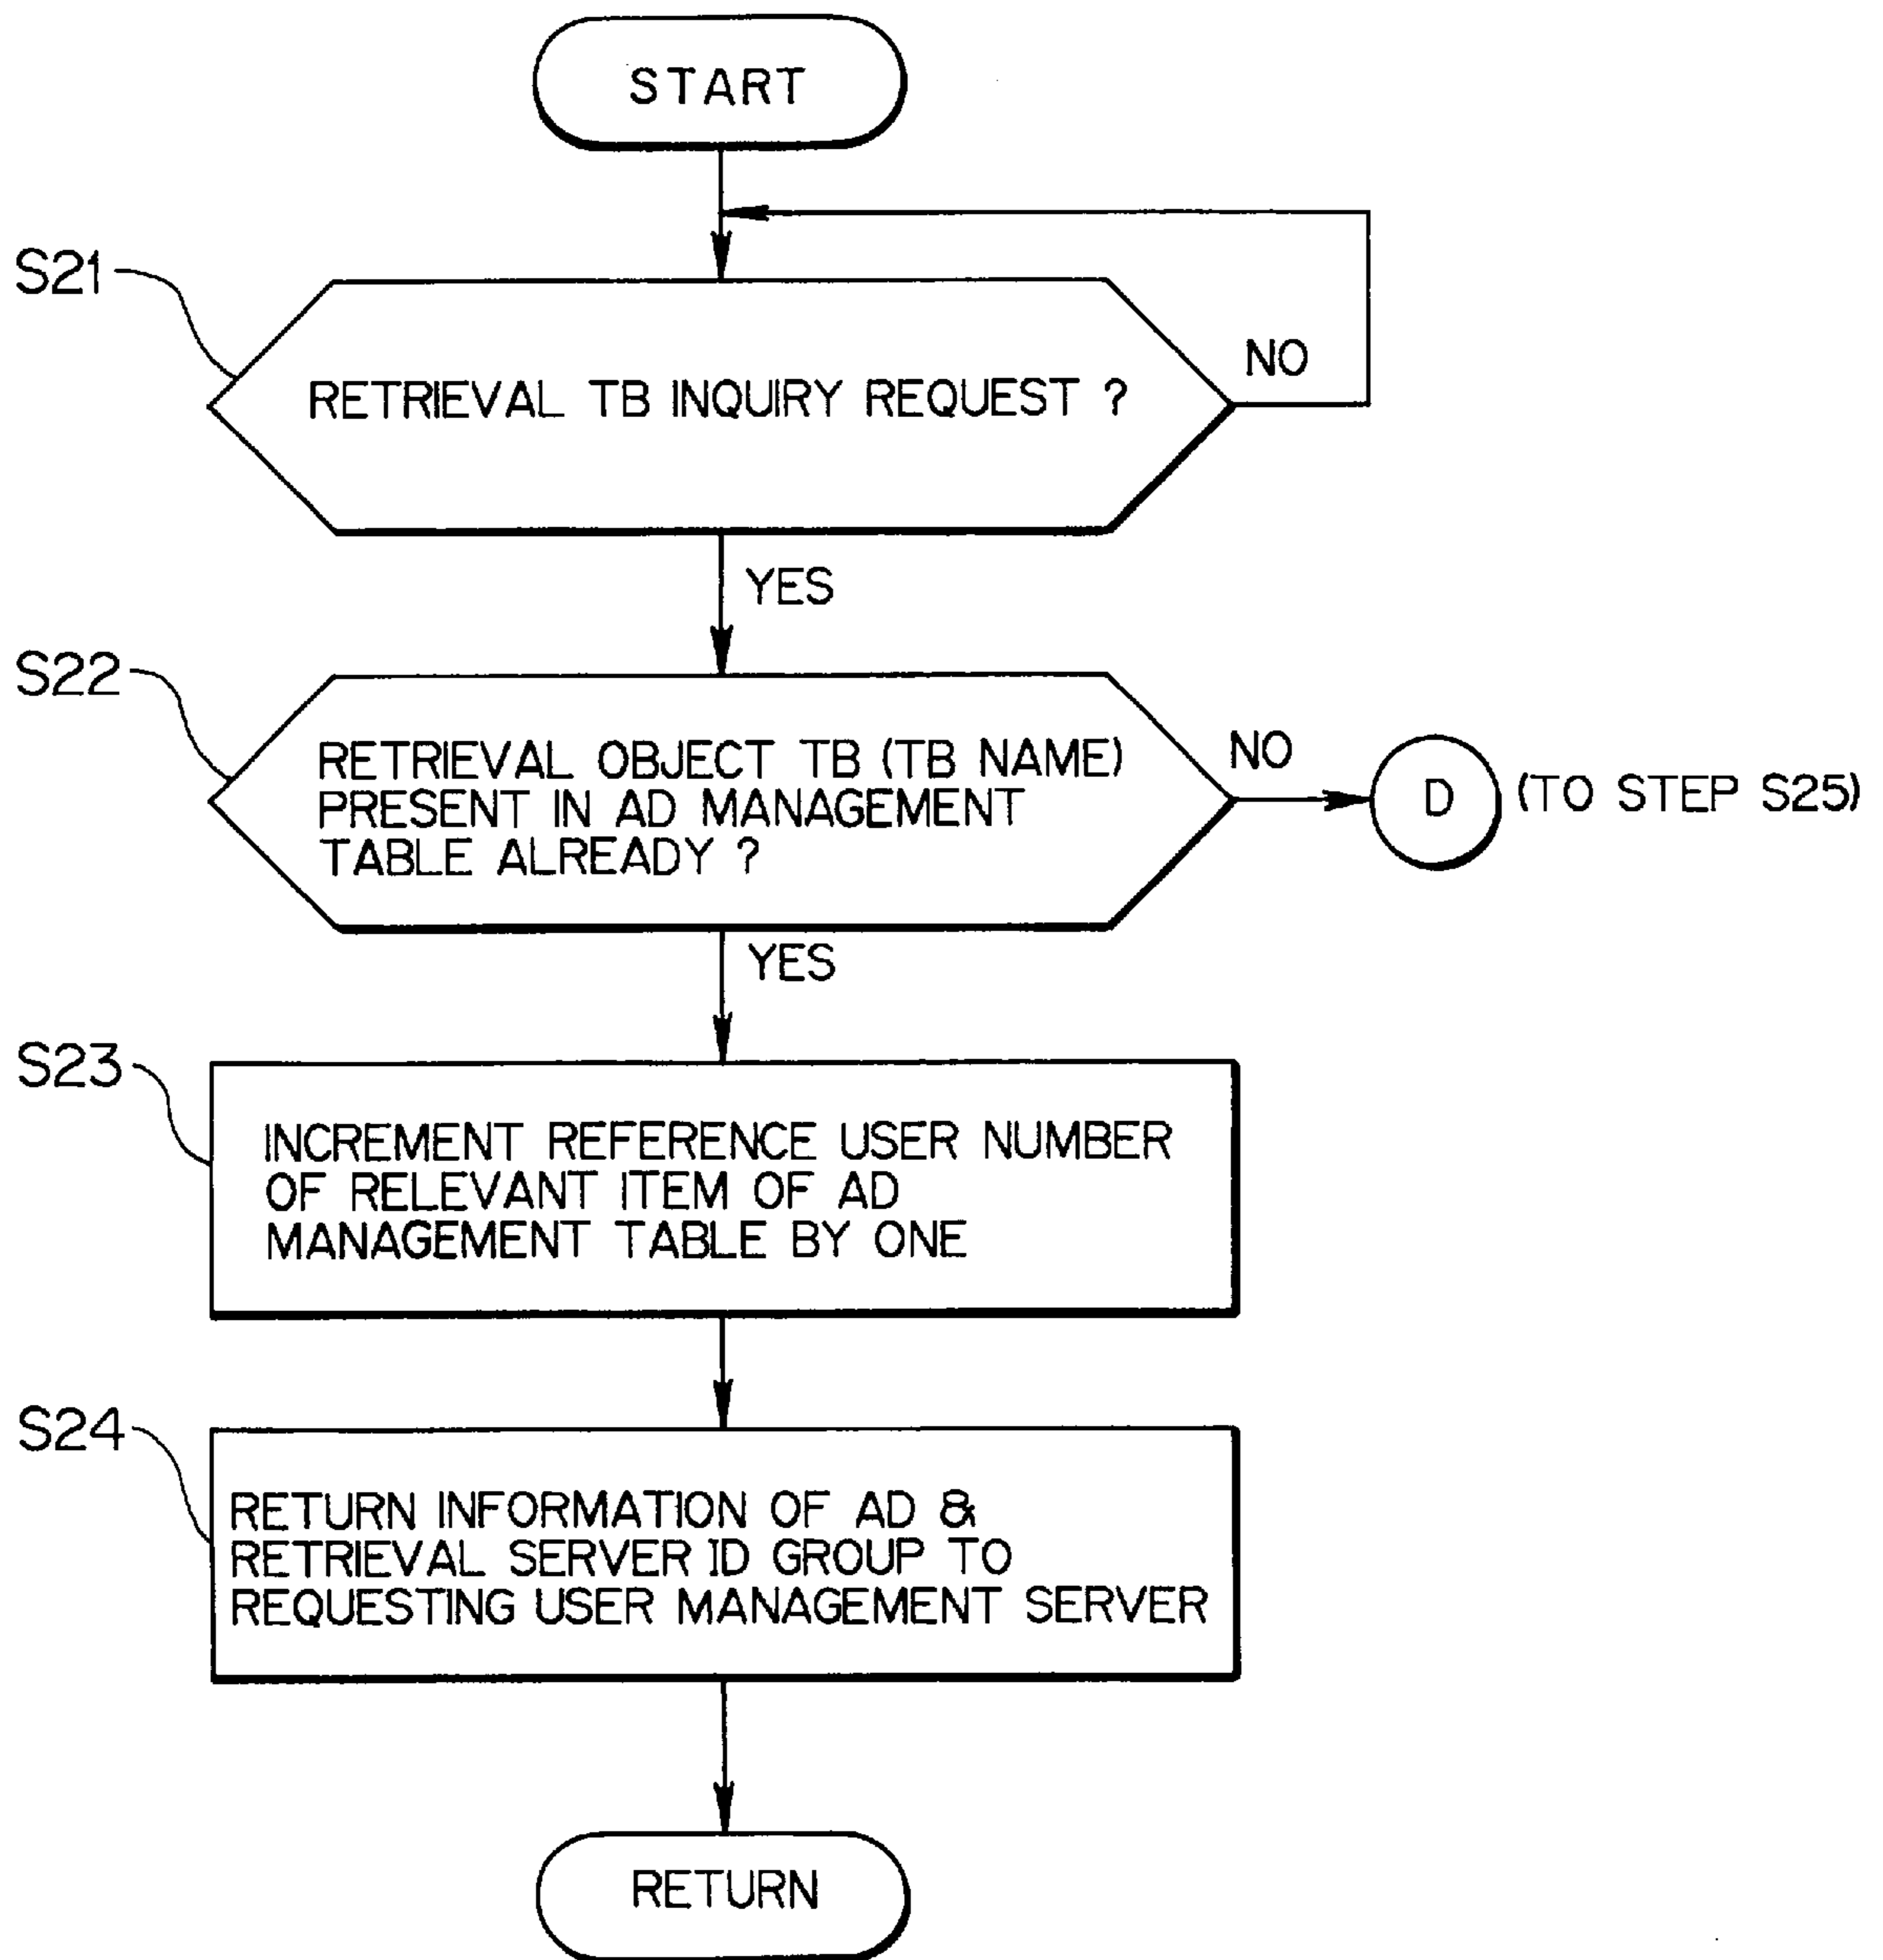 START
S21
RETRIEVAL TB INQUIRY REQUEST ?
NO
YES
S22
RETRIEVAL OBJECT TB (TB NAME)
PRESENT IN AD MANAGEMENT
TABLE ALREADY ?
NO
D
(TO STEP S25)
YES
S23
INCREMENT REFERENCE USER NUMBER
OF RELEVANT ITEM OF AD
MANAGEMENT TABLE BY ONE
S24
RETURN INFORMATION OF AD &
RETRIEVAL SERVER ID GROUP TO
REQUESTING USER MANAGEMENT SERVER
RETURN